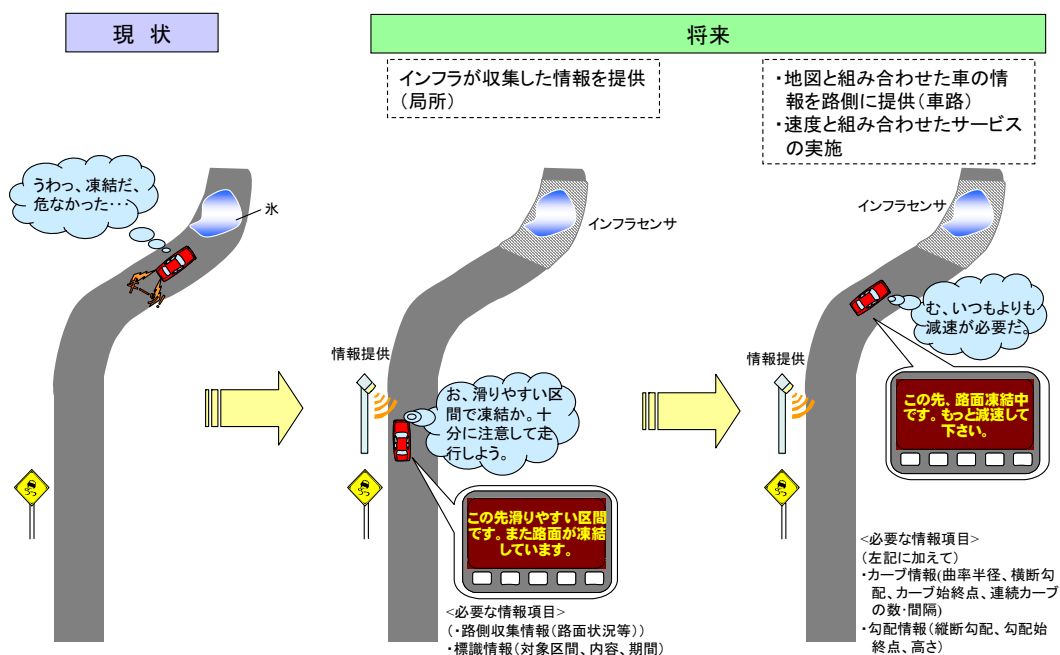 現 状
将来
インフラが収集した情報を提供
（局所）
・地図と組み合わせた車の情
報を路側に提供（車路）
・速度と組み合わせたサービス
の実施
うわっ、凍結だ、
危なかった・・・
氷
インフラセンサ
インフラセンサ
む、いつもよりも
減速が必要だ。
情報提供
情報提供
お、滑りやすい区
間で凍結か。十
分に注意して走
行しよう。
この先、路面凍結中
です。もっと減速して
下さい。
この先滑りやすい区間
です。また路面が凍結
しています。
<必要な情報項目>
（・路側収集情報（路面状況等））
・標識情報（対象区間、内容、期間）
<必要な情報項目>
（左記に加えて）
・カーブ情報(曲率半径、横断勾
配、カーブ始終点、連続カーブ
の数・間隔)
・勾配情報（縦断勾配、勾配始
終点、高さ）